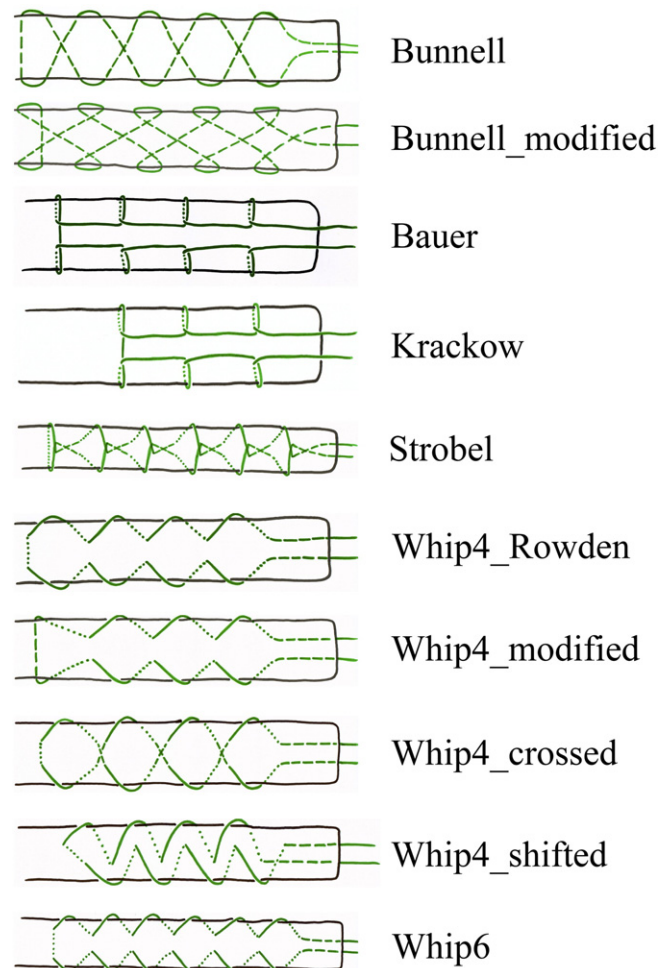 Bunnell
Bunnell_modified
Bauer
Krackow
Strobel
Whip4_Rowden
Whip4_modified
Whip4_crossed
Whip4_shifted
Whip6